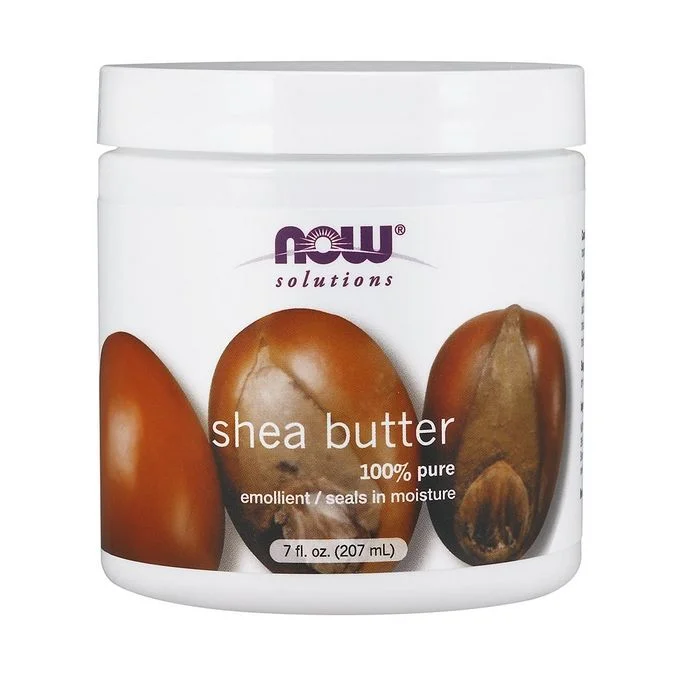 NOW®
solutions
shea butter
100% pure
emollient / seals in moisture
7 fl. oz. (207 mL)